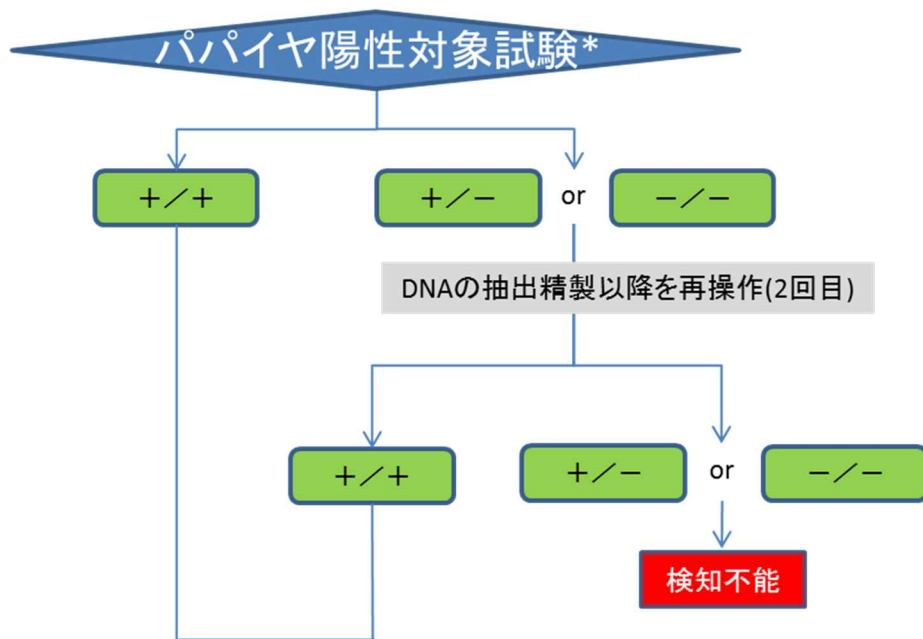 パパイヤ陽性対象試験*
+/+
+/-
or
-/-
DNAの抽出精製以降を再操作(2回目)
+/+
+/-
or
-/-
検知不能